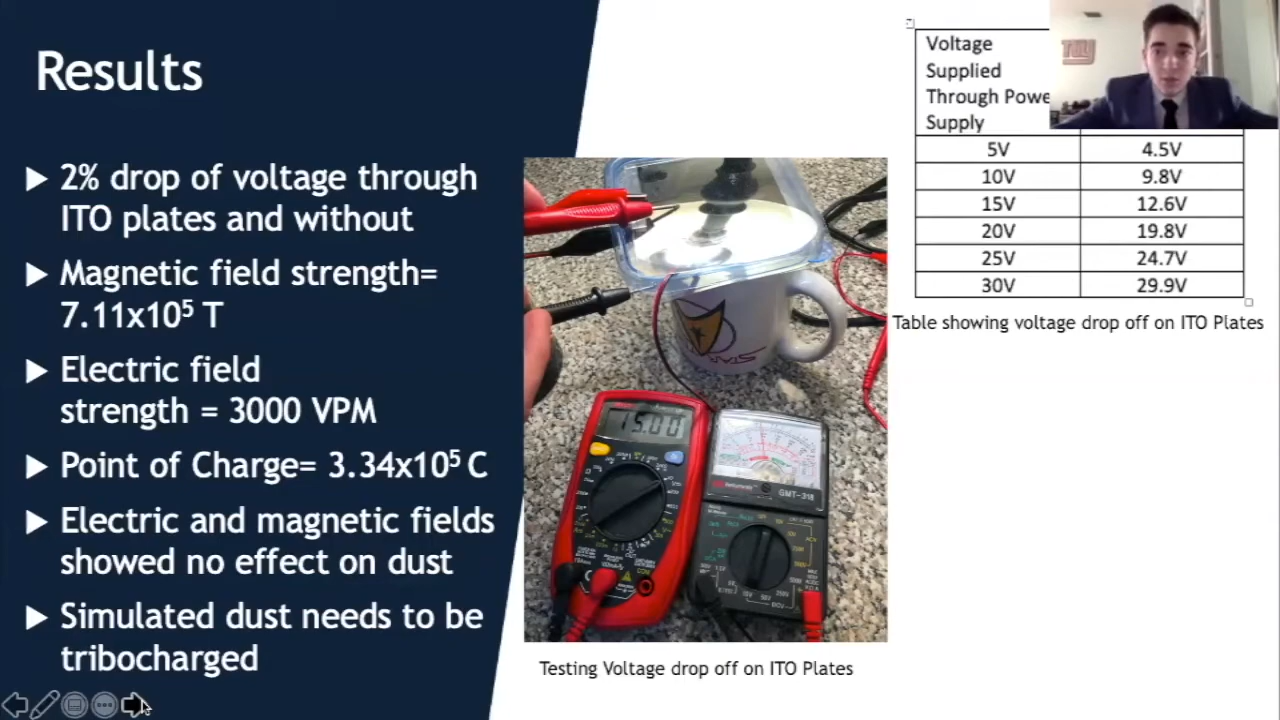 Results
2% drop of voltage through
ITO plates and without
Magnetic field strength=
7.11x10⁵ T
Electric field
strength = 3000 VPM
Point of Charge= 3.34x10⁵ C
Electric and magnetic fields
showed no effect on dust
Simulated dust needs to be
tribocharged
15.00
GMT-318
Testing Voltage drop off on ITO Plates
Voltage
Supplied
Through Powe
Supply
5V 4.5V
10V 9.8V
15V 12.6V
20V 19.8V
25V 24.7V
30V 29.9V
Table showing voltage drop off on ITO Plates